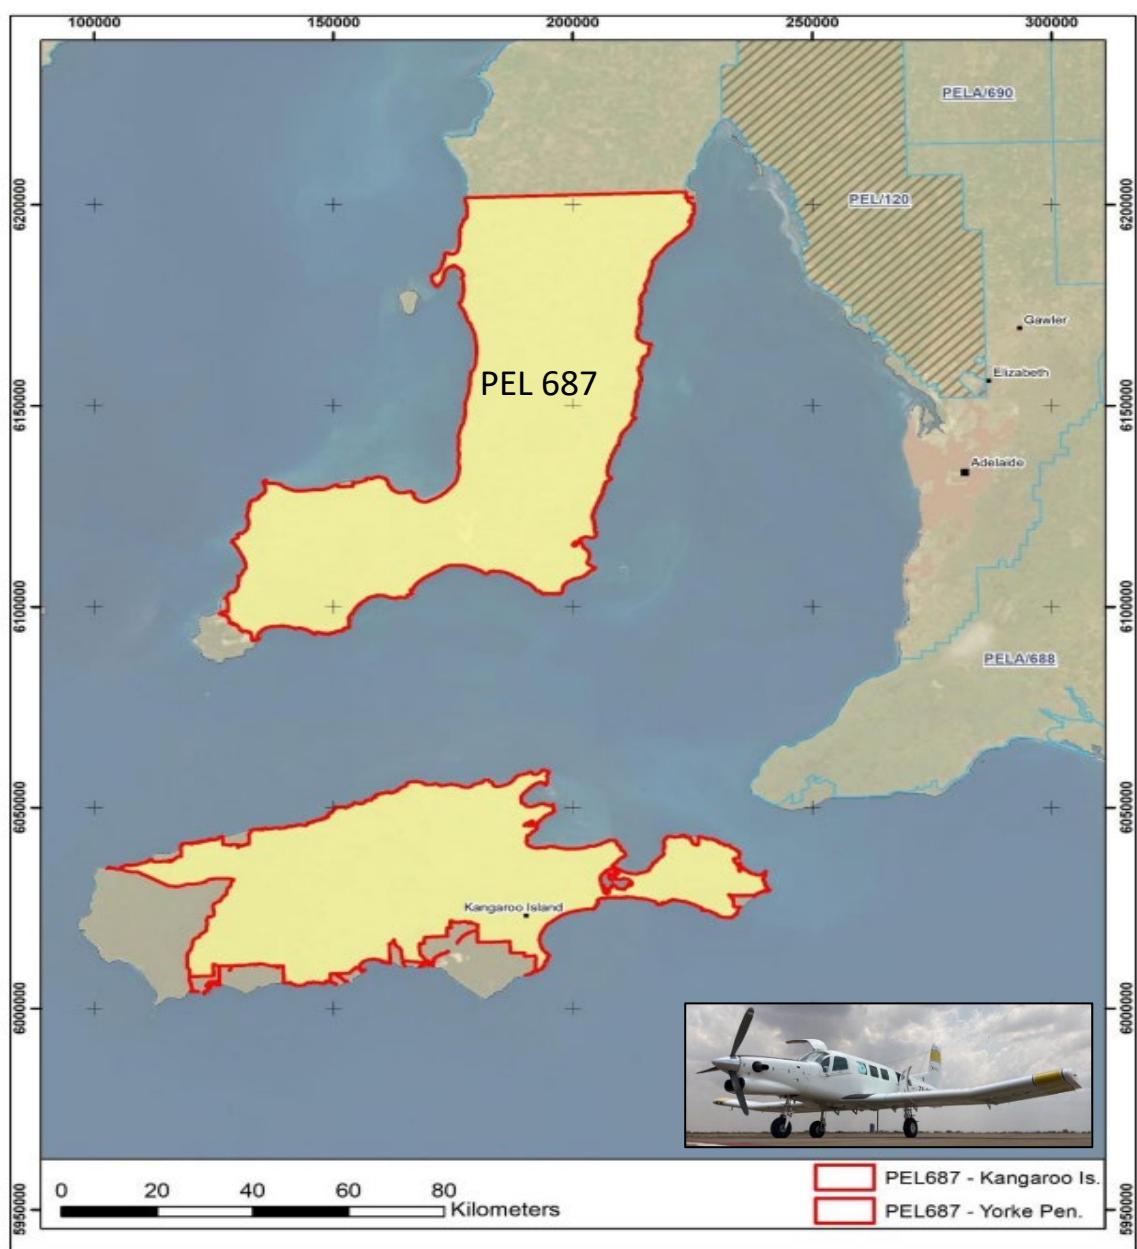 100000 150000 200000 250000 300000
PELA/690
6200000 PEL/120 6200000
Gawler
PEL 687
Elizabeth
6150000 6150000
Adelaide
6100000 6100000
PELA/688
6050000 6050000
Kangaroo Island
6000000 6000000
0 20 40 60 80
Kilometers
PEL687 - Kangaroo Is.
PEL687 - Yorke Pen.
5950000 5950000